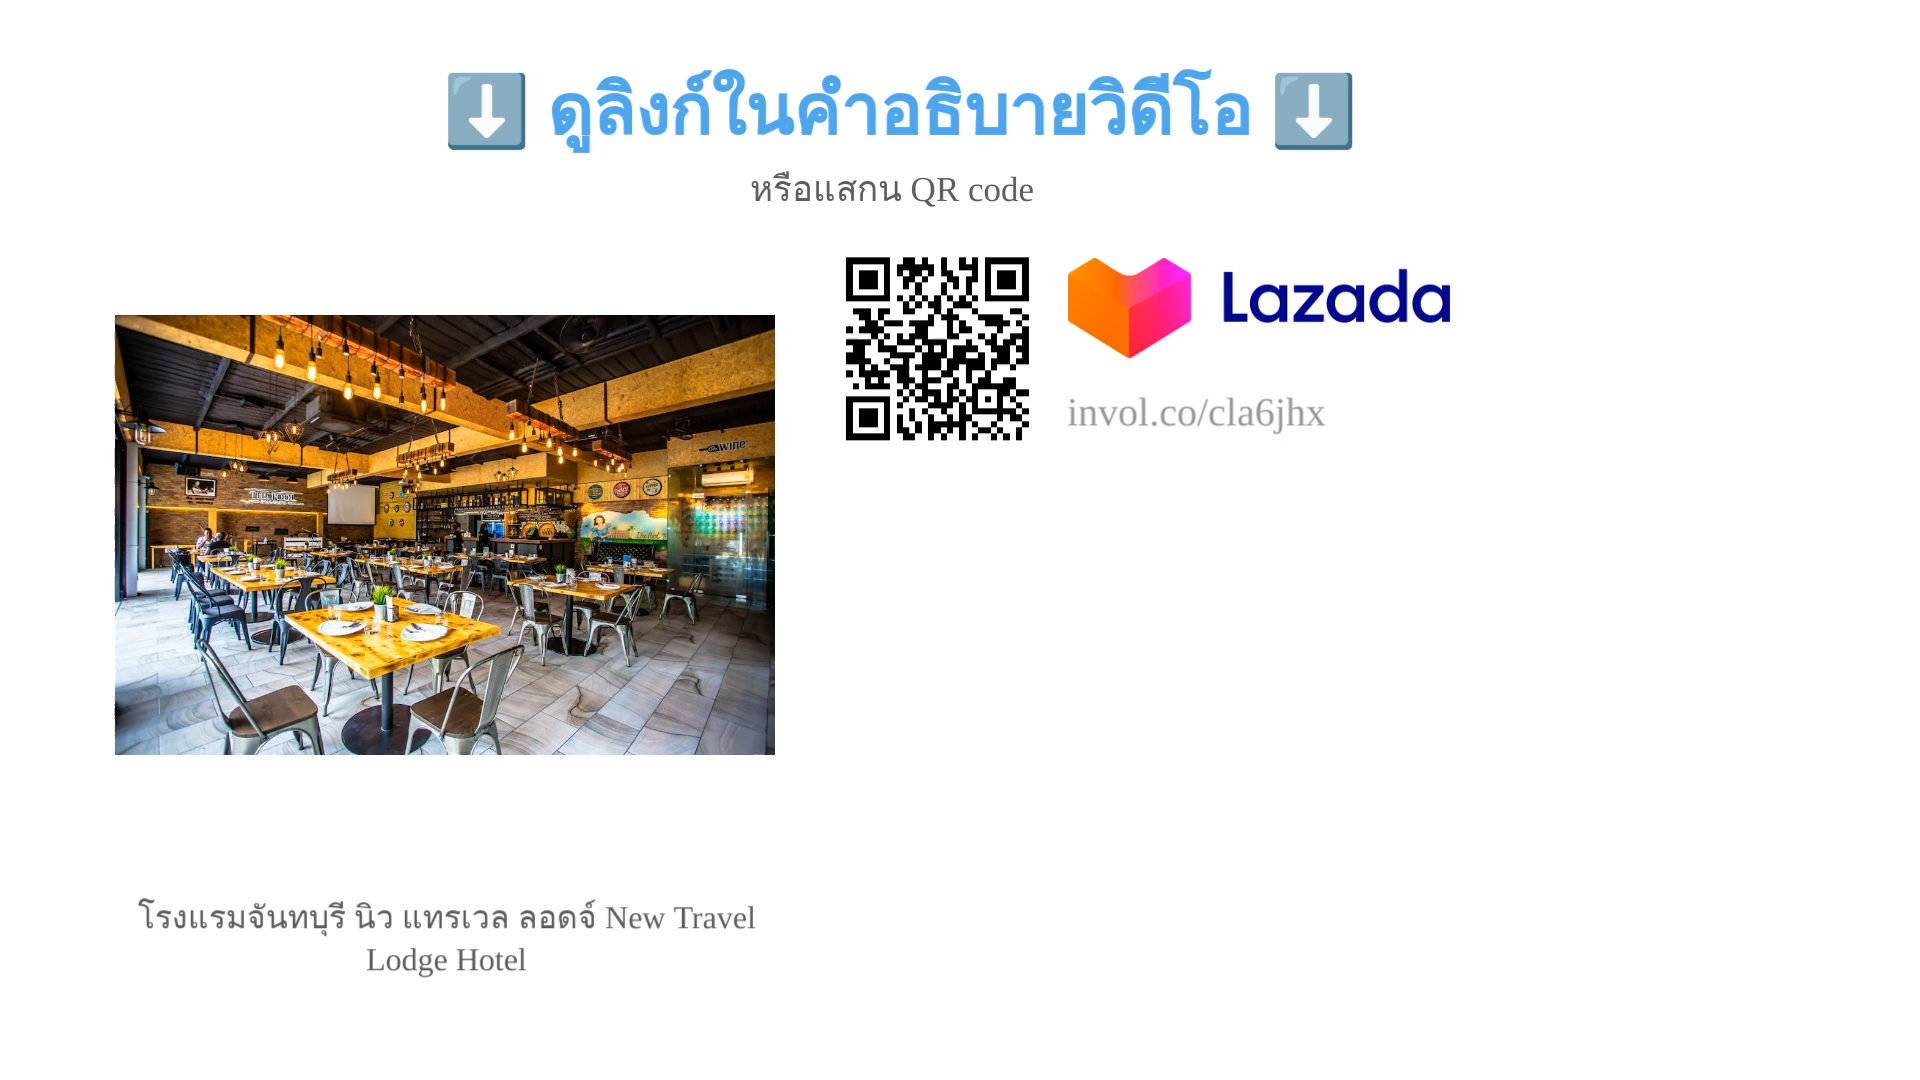 ⬇️ ดูลิงก์ในคำอธิบายวิดีโอ ⬇️
หรือแสกน QR code
Lazada
invol.co/cla6jhx
wine
โรงแรมจันทบุรี นิว แทรเวล ลอดจ์ New Travel
Lodge Hotel